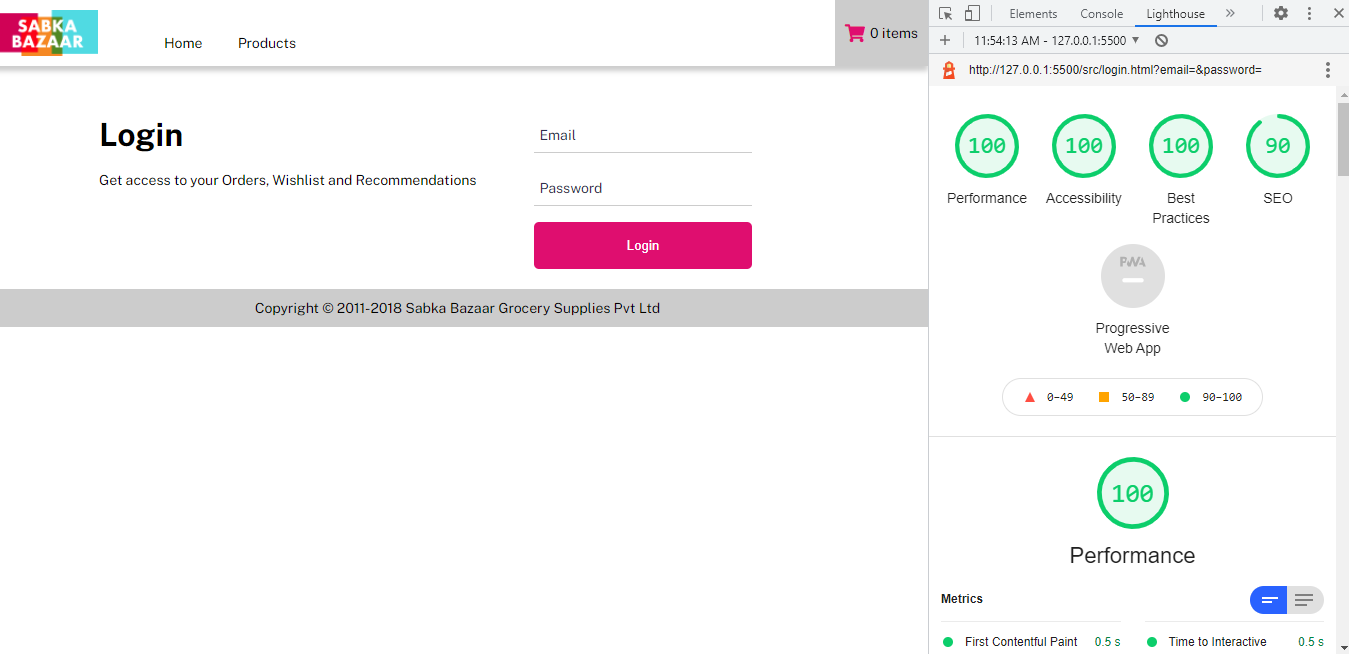 SABKA
BAZAAR
Home
Products
0 items
Login
Get access to your Orders, Wishlist and Recommendations
Email
Password
Login
Copyright © 2011-2018 Sabka Bazaar Grocery Supplies Pvt Ltd
Elements
Console
Lighthouse
»
+
11:54:13 AM - 127.0.0.1:5500
http://127.0.0.1:5500/src/login.html?email=&password=
100
Performance
100
Accessibility
100
Best
Practices
90
SEO
PWA
Progressive
Web App
0–49
50–89
90–100
100
Performance
Metrics
First Contentful Paint 0.5 s
Time to Interactive 0.5 s